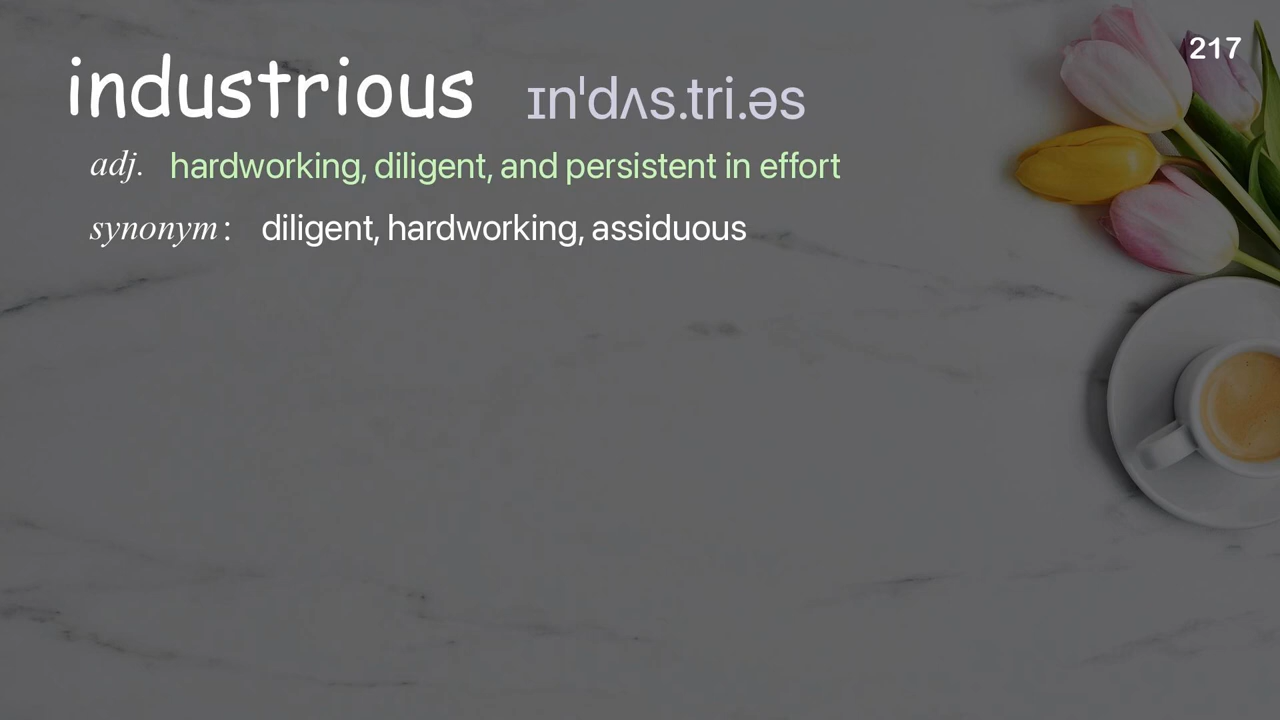 217
industrious ɪnˈdʌs.tri.əs
adj. hardworking, diligent, and persistent in effort
synonym: diligent, hardworking, assiduous